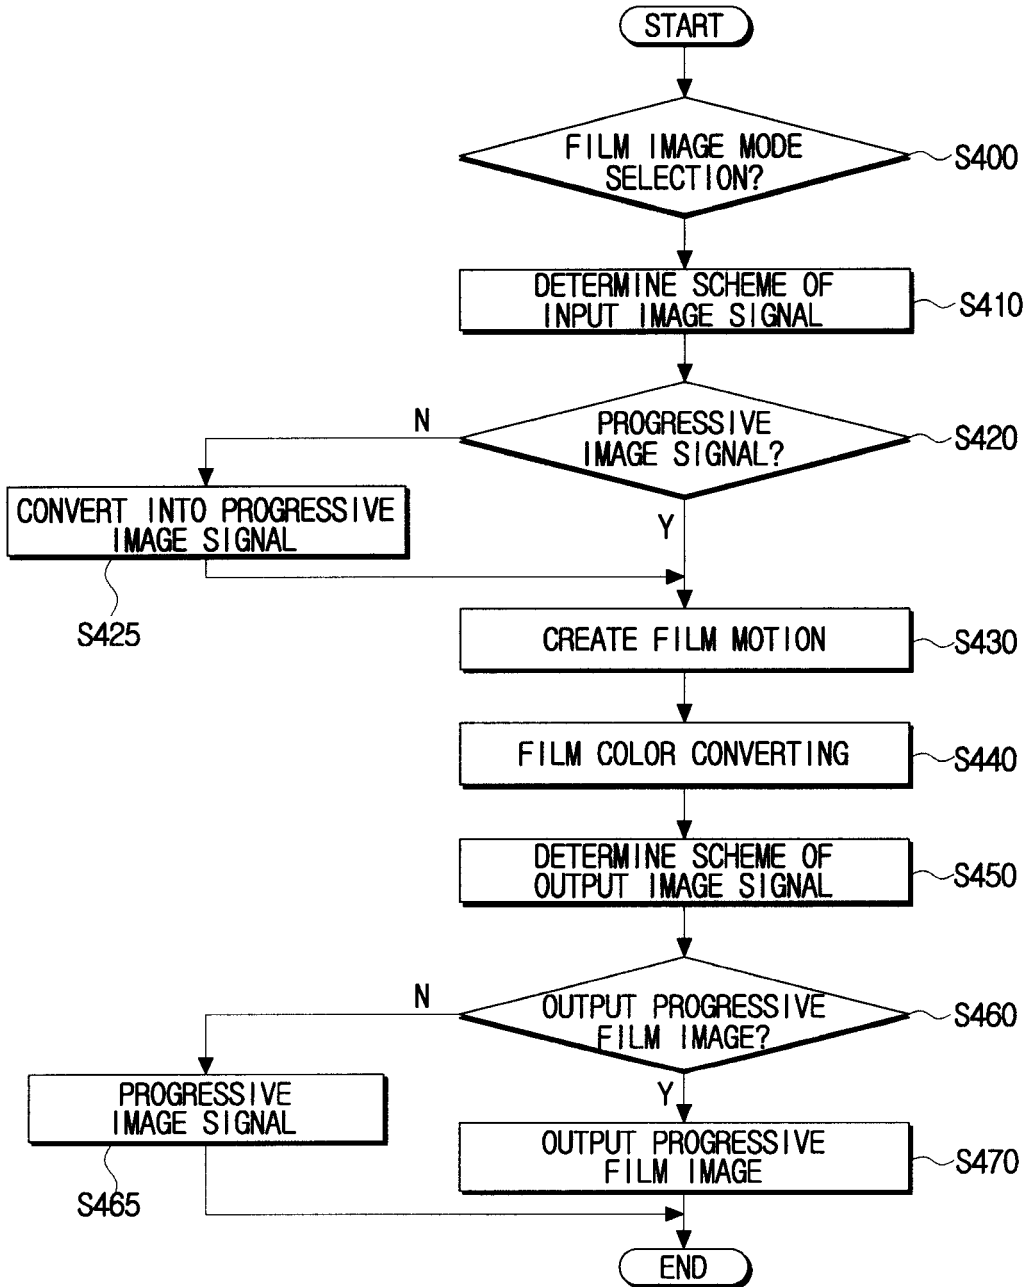 START
FILM IMAGE MODE
SELECTION?
S400
DETERMINE SCHEME OF
INPUT IMAGE SIGNAL
S410
PROGRESSIVE
IMAGE SIGNAL?
S420
N
Y
CONVERT INTO PROGRESSIVE
IMAGE SIGNAL
S425
CREATE FILM MOTION
S430
FILM COLOR CONVERTING
S440
DETERMINE SCHEME OF
OUTPUT IMAGE SIGNAL
S450
OUTPUT PROGRESSIVE
FILM IMAGE?
S460
N
Y
PROGRESSIVE
IMAGE SIGNAL
S465
OUTPUT PROGRESSIVE
FILM IMAGE
S470
END